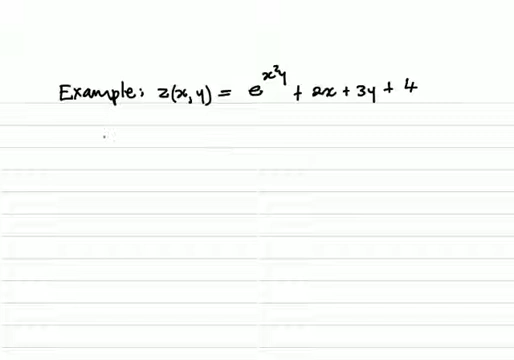 Example: z(x, y) = e^{x²y} + 2x + 3y + 4